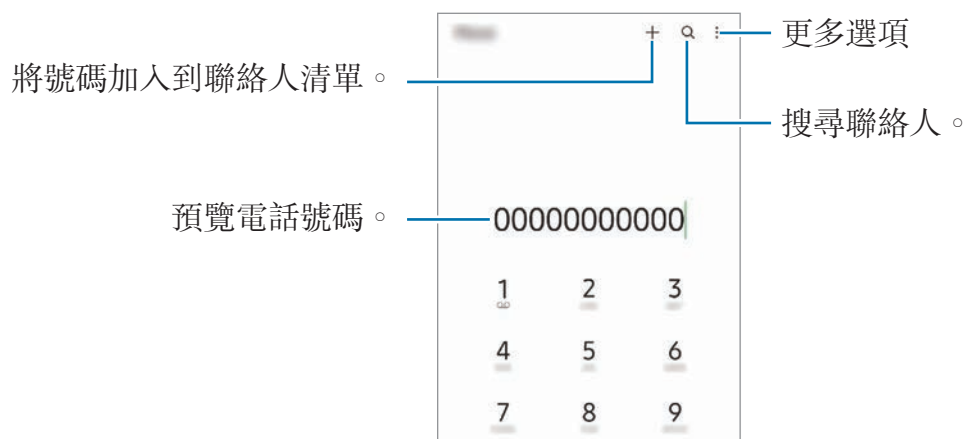 更多選項
將號碼加入到聯絡人清單。
搜尋聯絡人。
預覽電話號碼。
00000000000
1 2 3
4 5 6
7 8 9